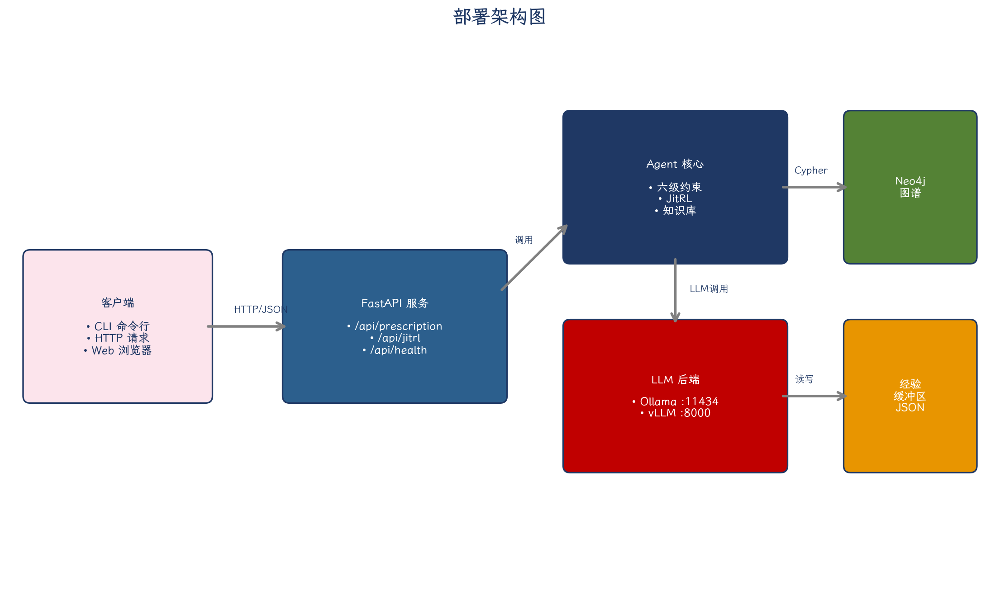 部署架构图
客户端
• CLI 命令行
• HTTP 请求
• Web 浏览器
HTTP/JSON
FastAPI 服务
• /api/prescription
• /api/jitrl
• /api/health
调用
Agent 核心
• 六级约束
• JitRL
• 知识库
Cypher
Neo4j
图谱
LLM调用
LLM 后端
• Ollama :11434
• vLLM :8000
读写
经验
缓冲区
JSON